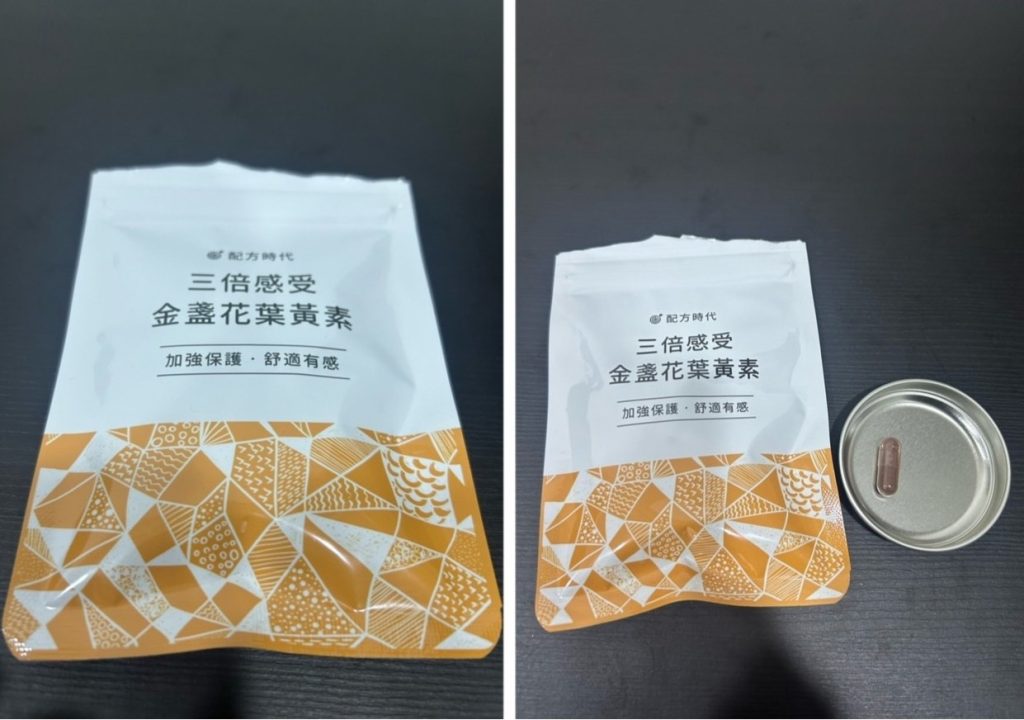 配方時代
三倍感受
金盞花葉黃素
加強保護・舒適有感
配方時代
三倍感受
金盞花葉黃素
加強保護・舒適有感